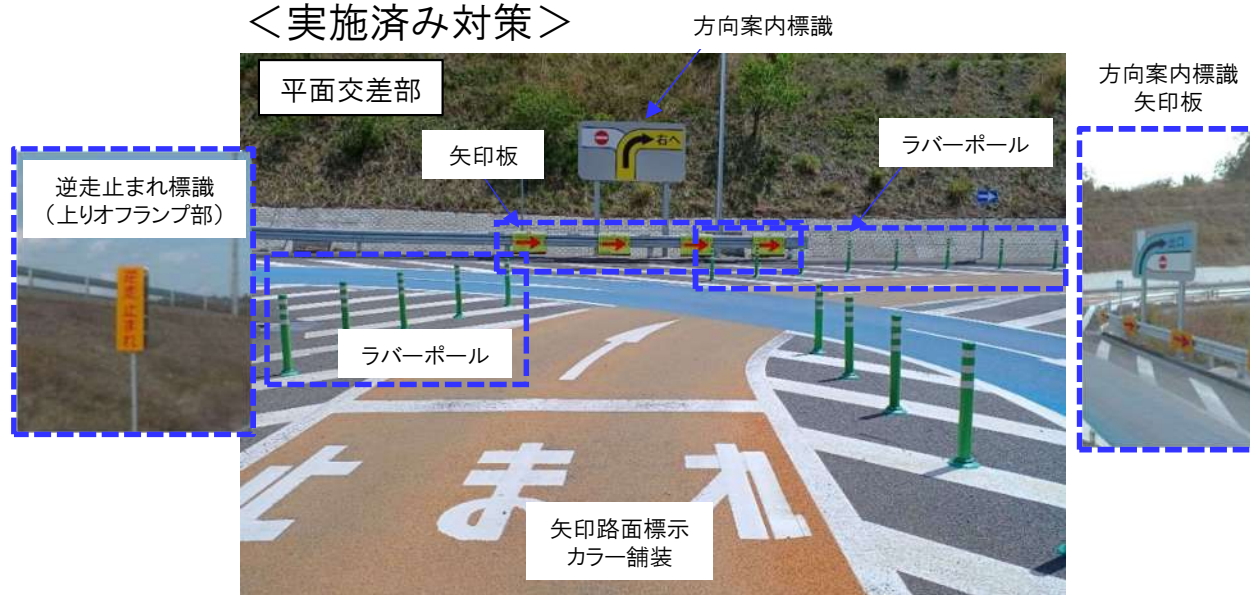 ＜実施済み対策＞
方向案内標識
平面交差部
方向案内標識
矢印板
矢印板
ラバーポール
逆走止まれ標識
（上りオフランプ部）
右へ
出口
逆走止まれ
ラバーポール
止まれ
矢印路面標示
カラー舗装